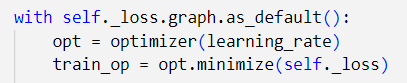 with self._loss.graph.as_default():
    opt = optimizer(learning_rate)
    train_op = opt.minimize(self._loss)